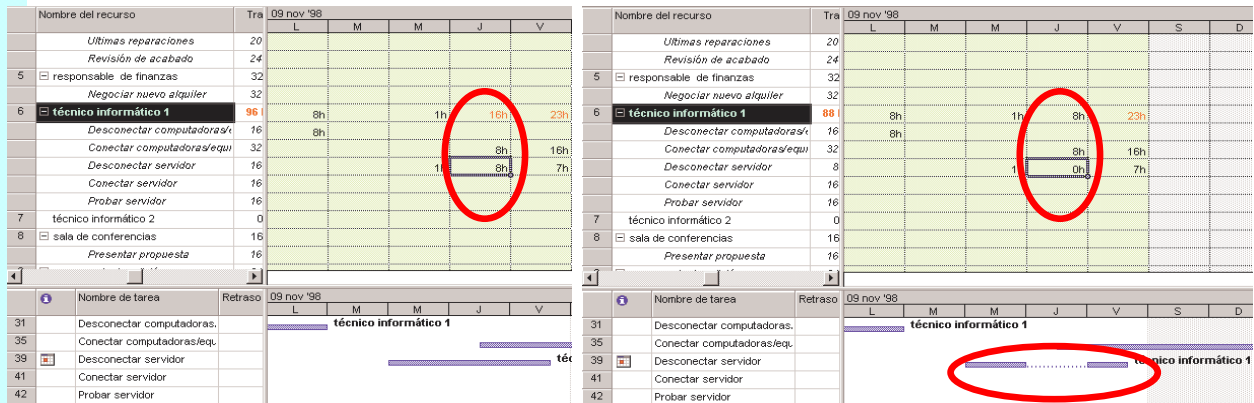 Nombre del recurso Tra 09 nov '98
L M M J V
Ultimas reparaciones 20
Revisión de acabado 24
5 responsable de finanzas 32
Negociar nuevo alquiler 32
6 técnico informático 1 96 8h 1h 16h 23h
Desconectar computadoras/ 16 8h
Conectar computadoras/equi 32 8h 16h
Desconectar servidor 16 1h 8h 7h
Conectar servidor 16
Probar servidor 16
7 técnico informático 2 0
8 sala de conferencias 16
Presentar propuesta 16
Nombre de tarea Retraso 09 nov '98
L M M J V
31 Desconectar computadoras. técnico informático 1
35 Conectar computadoras/equ
39 Desconectar servidor téc
41 Conectar servidor
42 Probar servidor
Nombre del recurso Tra 09 nov '98
L M M J V S D
Ultimas reparaciones 20
Revisión de acabado 24
5 responsable de finanzas 32
Negociar nuevo alquiler 32
6 técnico informático 1 88 8h 1h 8h 23h
Desconectar computadoras/ 16 8h
Conectar computadoras/equi 32 8h 16h
Desconectar servidor 8 1 0h 7h
Conectar servidor 16
Probar servidor 16
7 técnico informático 2 0
8 sala de conferencias 16
Presentar propuesta 16
Nombre de tarea Retraso 09 nov '98
L M M J V S D
31 Desconectar computadoras. técnico informático 1
35 Conectar computadoras/equ
39 Desconectar servidor técnico informático 1
41 Conectar servidor
42 Probar servidor